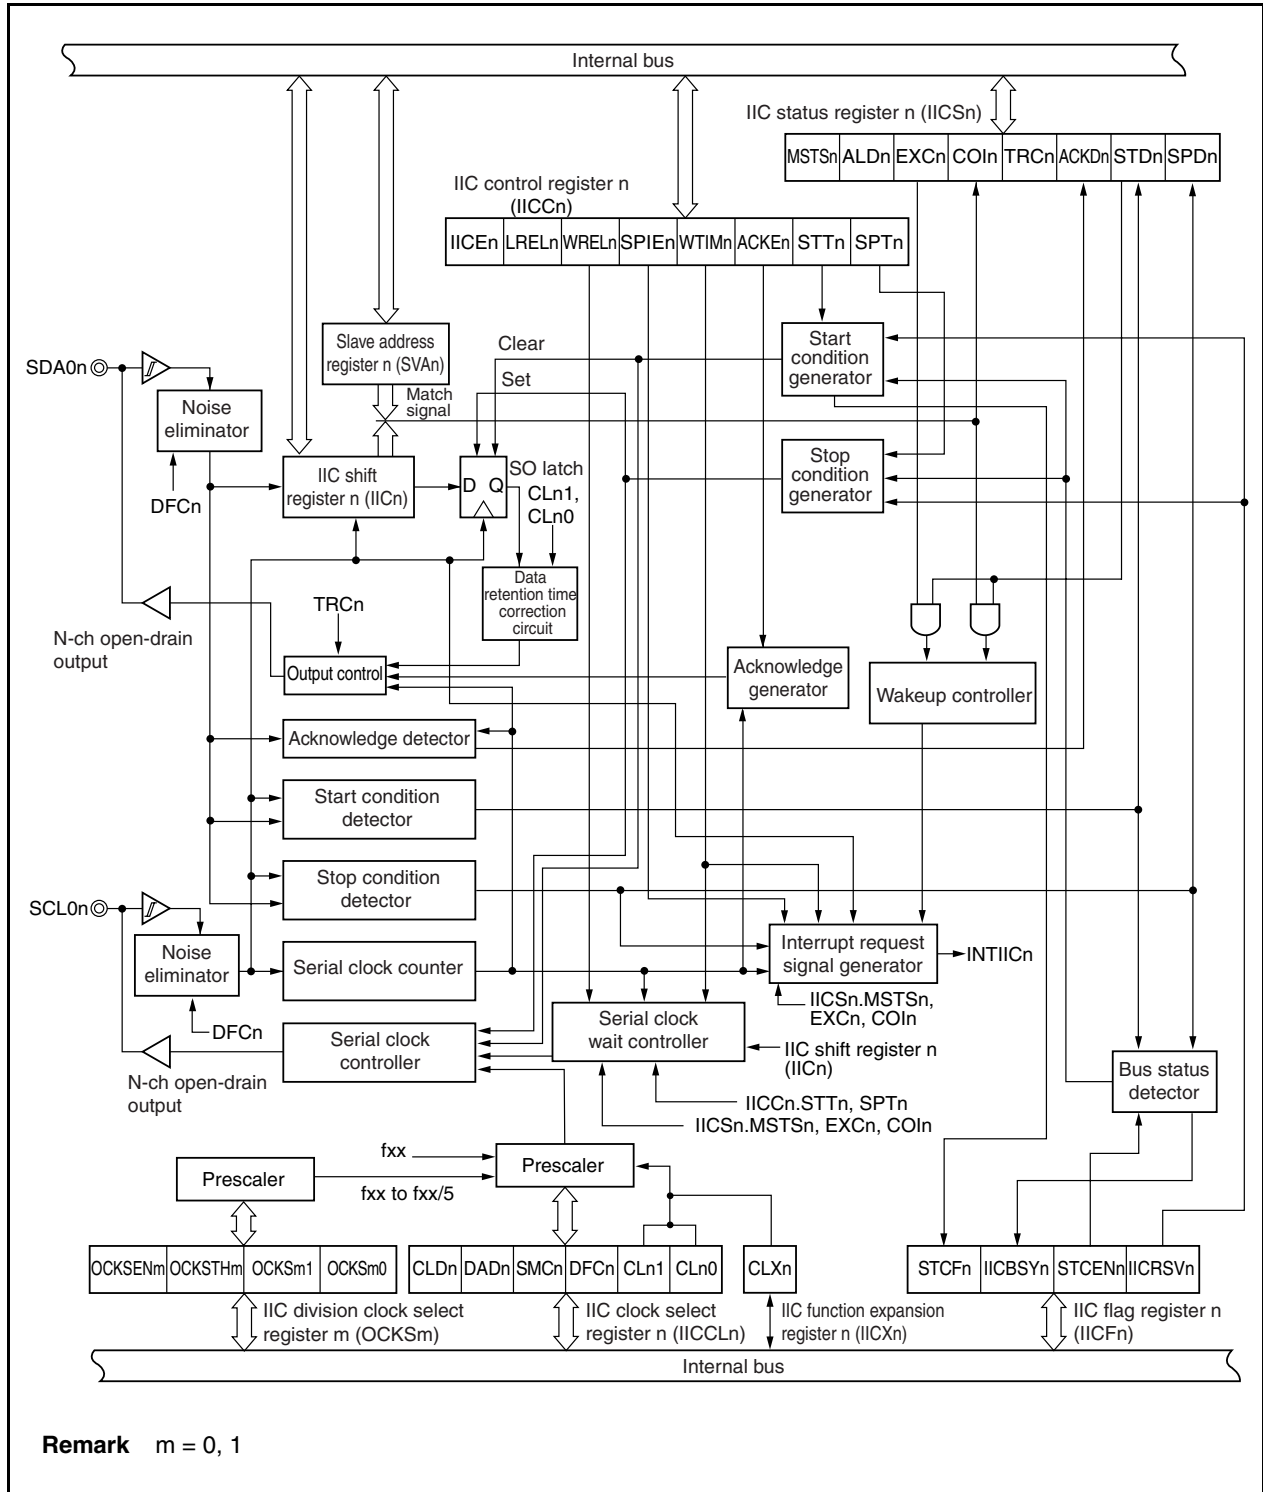 Internal bus
IIC status register n (IICSn)
MSTSn ALDn EXCn COIn TRCn ACKDn STDn SPDn
IIC control register n
(IICCn)
IICEn LRELn WRELn SPIEn WTIMn ACKEn STTn SPTn
Slave address
register n (SVAn)
Clear
Start
condition
generator
SDA0n
Set
Match
signal
Noise
eliminator
Stop
condition
generator
IIC shift
register n (IICn)
D Q
SO latch
CLn1,
CLn0
DFCn
Data
retention time
correction
circuit
TRCn
N-ch open-drain
output
Output control
Acknowledge
generator
Wakeup controller
Acknowledge detector
Start condition
detector
Stop condition
detector
SCL0n
Noise
eliminator
Serial clock counter
Interrupt request
signal generator
INTIICn
IICSn.MSTSn,
EXCn, COIn
DFCn
Serial clock
controller
Serial clock
wait controller
IIC shift register n
(IICn)
Bus status
detector
N-ch open-drain
output
IICCn.STTn, SPTn
IICSn.MSTSn, EXCn, COIn
fxx
Prescaler
Prescaler
fxx to fxx/5
OCKSENm OCKSTHm OCKSm1 OCKSm0
CLDn DADn SMCn DFCn CLn1 CLn0
CLXn
STCFn IICBSYn STCENn IICRSVn
IIC division clock select
register m (OCKSm)
IIC clock select
register n (IICCLn)
IIC function expansion
register n (IICXn)
IIC flag register n
(IICFn)
Internal bus
Remark m = 0, 1